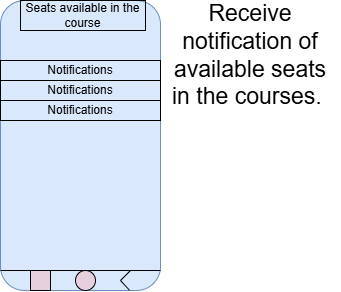 Seats available in the
course
Notifications
Notifications
Notifications
Receive
notification of
available seats
in the courses.